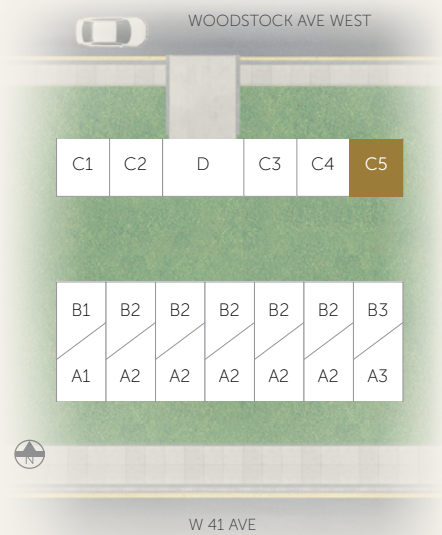 WOODSTOCK AVE WEST
C1 C2 D C3 C4 C5
B1 B2 B2 B2 B2 B2 B3
A1 A2 A2 A2 A2 A2 A3
N
W 41 AVE